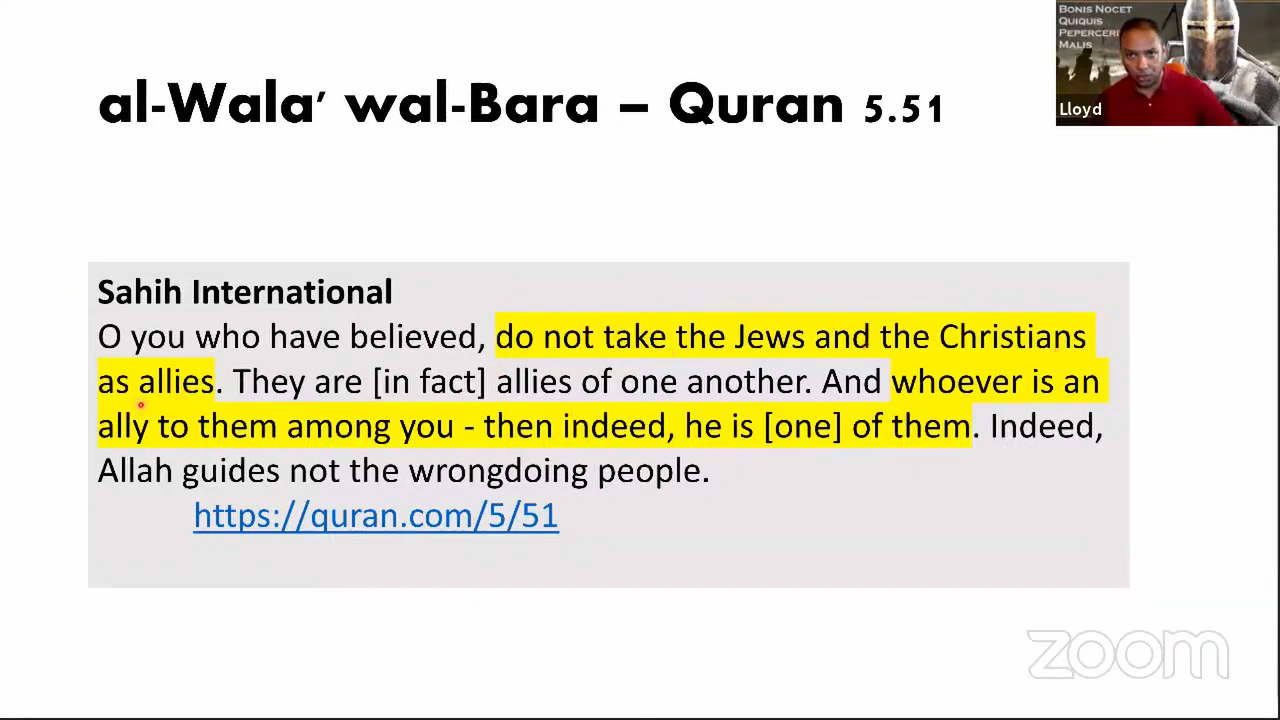 Bonis Nocet
Quiquis
Peperceri
Malis
Lloyd
al-Wala' wal-Bara – Quran 5.51
Sahih International
O you who have believed, do not take the Jews and the Christians
as allies. They are [in fact] allies of one another. And whoever is an
ally to them among you - then indeed, he is [one] of them. Indeed,
Allah guides not the wrongdoing people.
https://quran.com/5/51
zoom